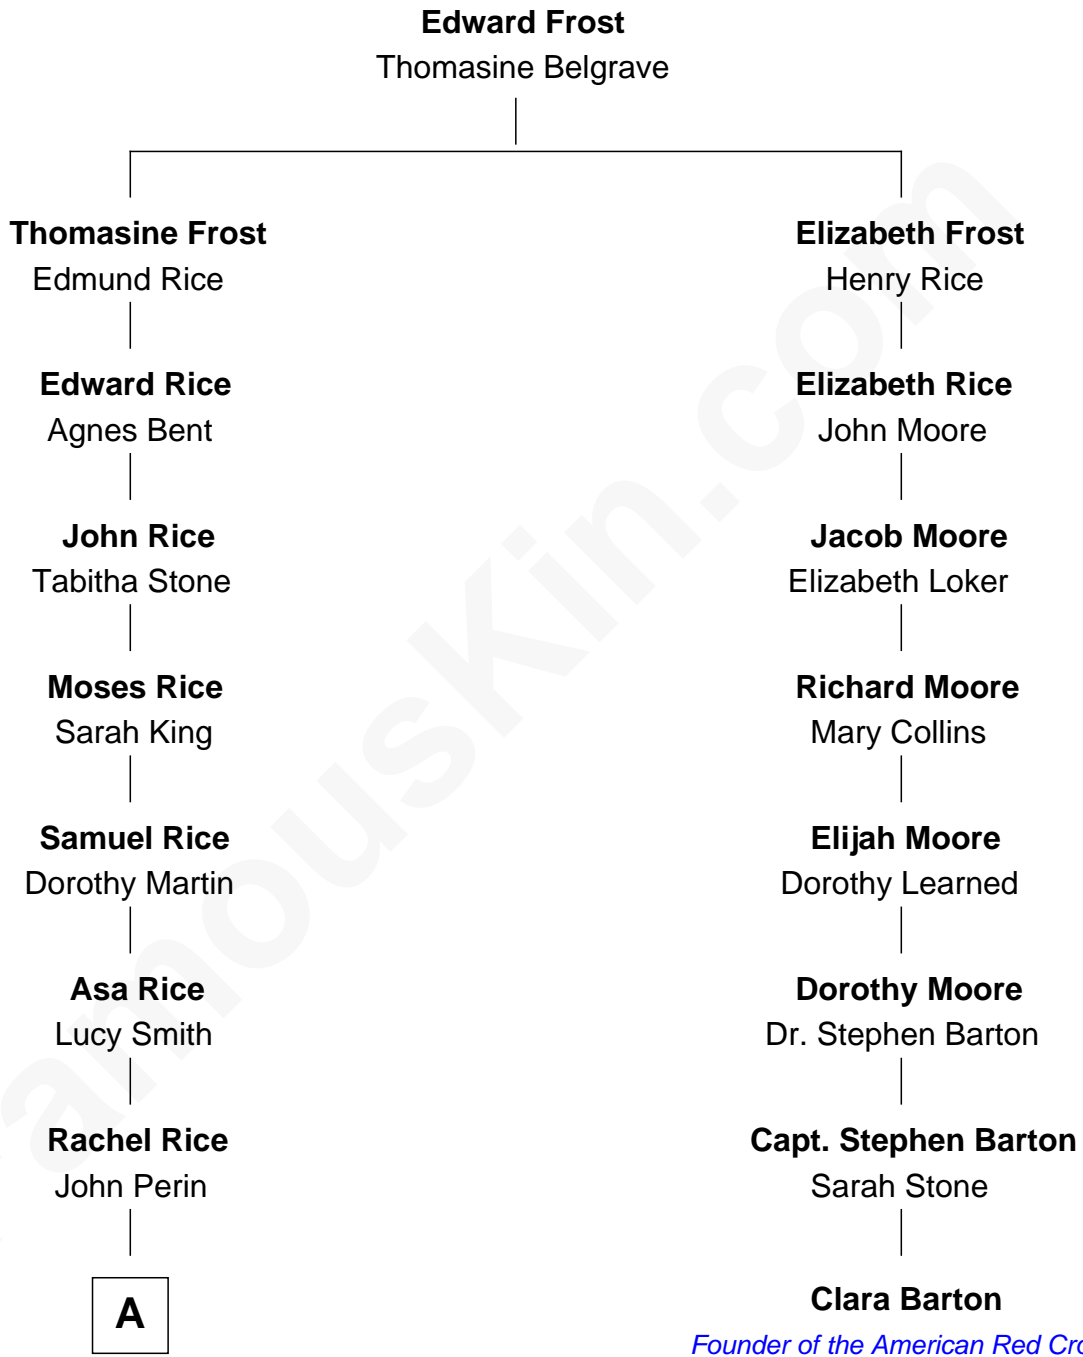 Edward Frost
Thomasine Belgrave
Thomasine Frost
Edmund Rice
Elizabeth Frost
Henry Rice
Edward Rice
Agnes Bent
Elizabeth Rice
John Moore
John Rice
Tabitha Stone
Jacob Moore
Elizabeth Loker
Moses Rice
Sarah King
Richard Moore
Mary Collins
Samuel Rice
Dorothy Martin
Elijah Moore
Dorothy Learned
Asa Rice
Lucy Smith
Dorothy Moore
Dr. Stephen Barton
Rachel Rice
John Perin
Capt. Stephen Barton
Sarah Stone
A
Clara Barton
Founder of the American Red Cro
amouskin.com